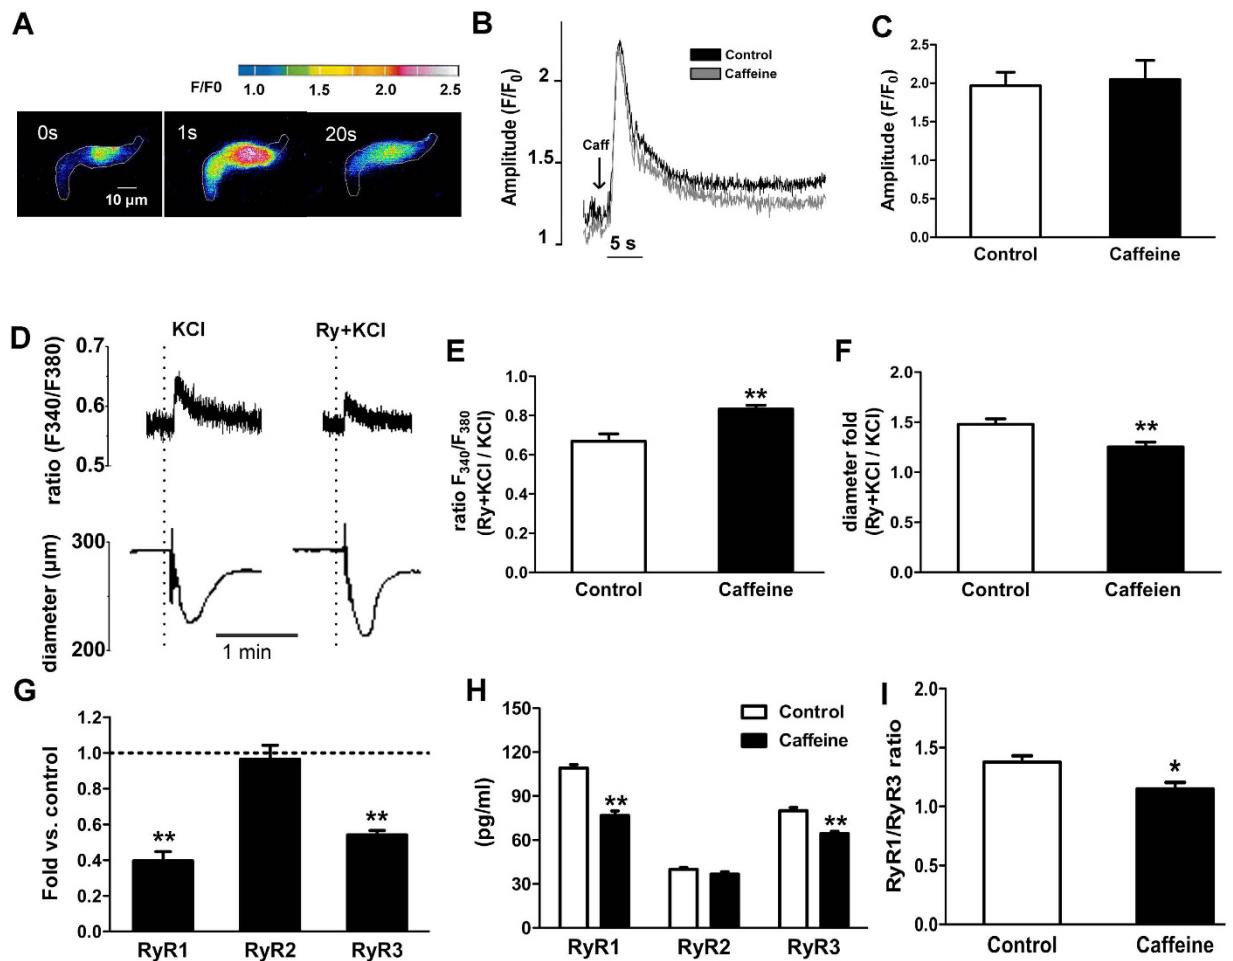 A
F/F0
1.0 1.5 2.0 2.5
0s 1s 20s
10 µm
B
Amplitude (F/F0)
2
1.5
1
Control
Caffeine
Caff
5 s
C
Amplitude (F/F0)
2.5
2.0
1.5
1.0
0.5
0.0
Control Caffeine
D
KCl Ry+KCl
ratio (F340/F380)
0.7
0.6
0.5
diameter (µm)
300
200
1 min
E
ratio F340/F380
(Ry+KCl / KCl)
1.0
0.8
0.6
0.4
0.2
0.0
**
Control Caffeine
F
diameter fold
(Ry+KCl / KCl)
2.0
1.5
1.0
0.5
0.0
**
Control Caffeien
G
Fold vs. control
1.2
1.0
0.8
0.6
0.4
0.2
0.0
** **
RyR1 RyR2 RyR3
H
(pg/ml)
150
120
90
60
30
0
Control
Caffeine
** **
RyR1 RyR2 RyR3
I
RyR1/RyR3 ratio
2.0
1.5
1.0
0.5
0.0
*
Control Caffeine